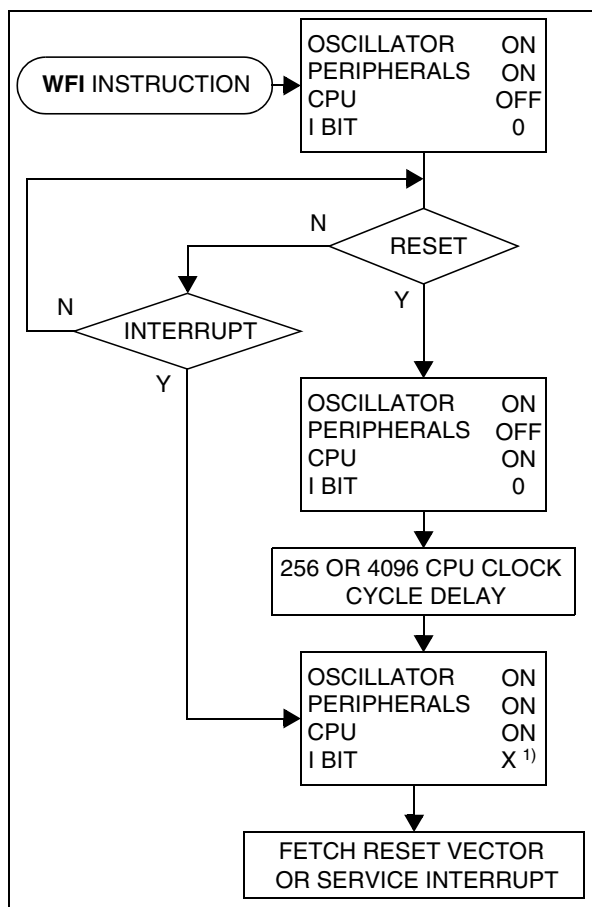 WFI INSTRUCTION
OSCILLATOR ON
PERIPHERALS ON
CPU OFF
I BIT 0
N
RESET
Y
N
INTERRUPT
Y
OSCILLATOR ON
PERIPHERALS OFF
CPU ON
I BIT 0
256 OR 4096 CPU CLOCK
CYCLE DELAY
OSCILLATOR ON
PERIPHERALS ON
CPU ON
I BIT X 1)
FETCH RESET VECTOR
OR SERVICE INTERRUPT